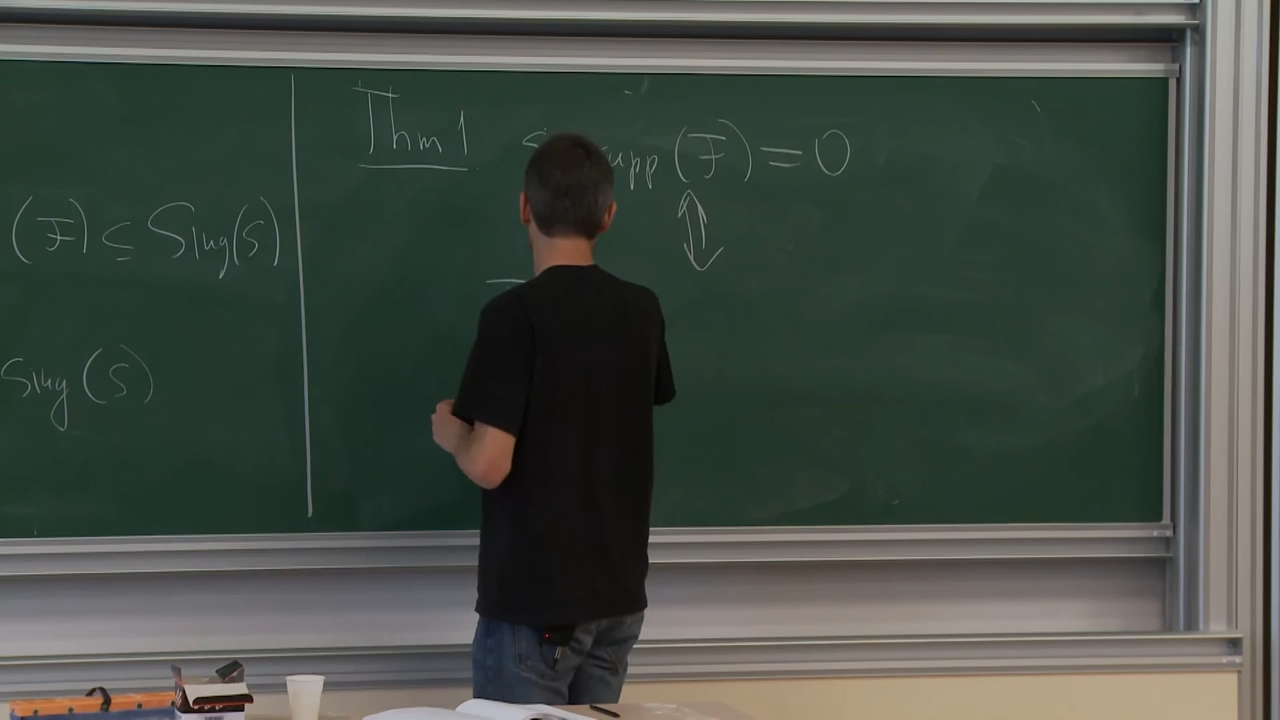 (F) ⊆ Sing(S)
Sing(S)
Thm 1 supp (F) = 0
⇕